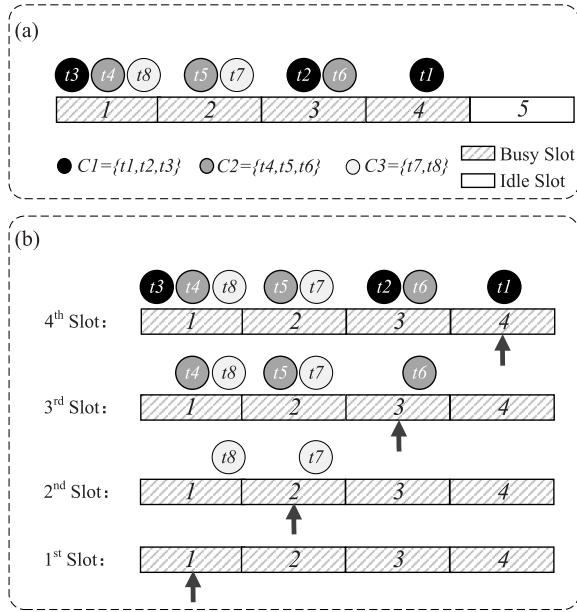 (a)
t3 t4 t8 t5 t7 t2 t6 t1
1 2 3 4 5
C1={t1,t2,t3} C2={t4,t5,t6} C3={t7,t8}
Busy Slot
Idle Slot
(b)
t3 t4 t8 t5 t7 t2 t6 t1
4th Slot: 1 2 3 4
t4 t8 t5 t7 t6
3rd Slot: 1 2 3 4
t8 t7
2nd Slot: 1 2 3 4
1st Slot: 1 2 3 4